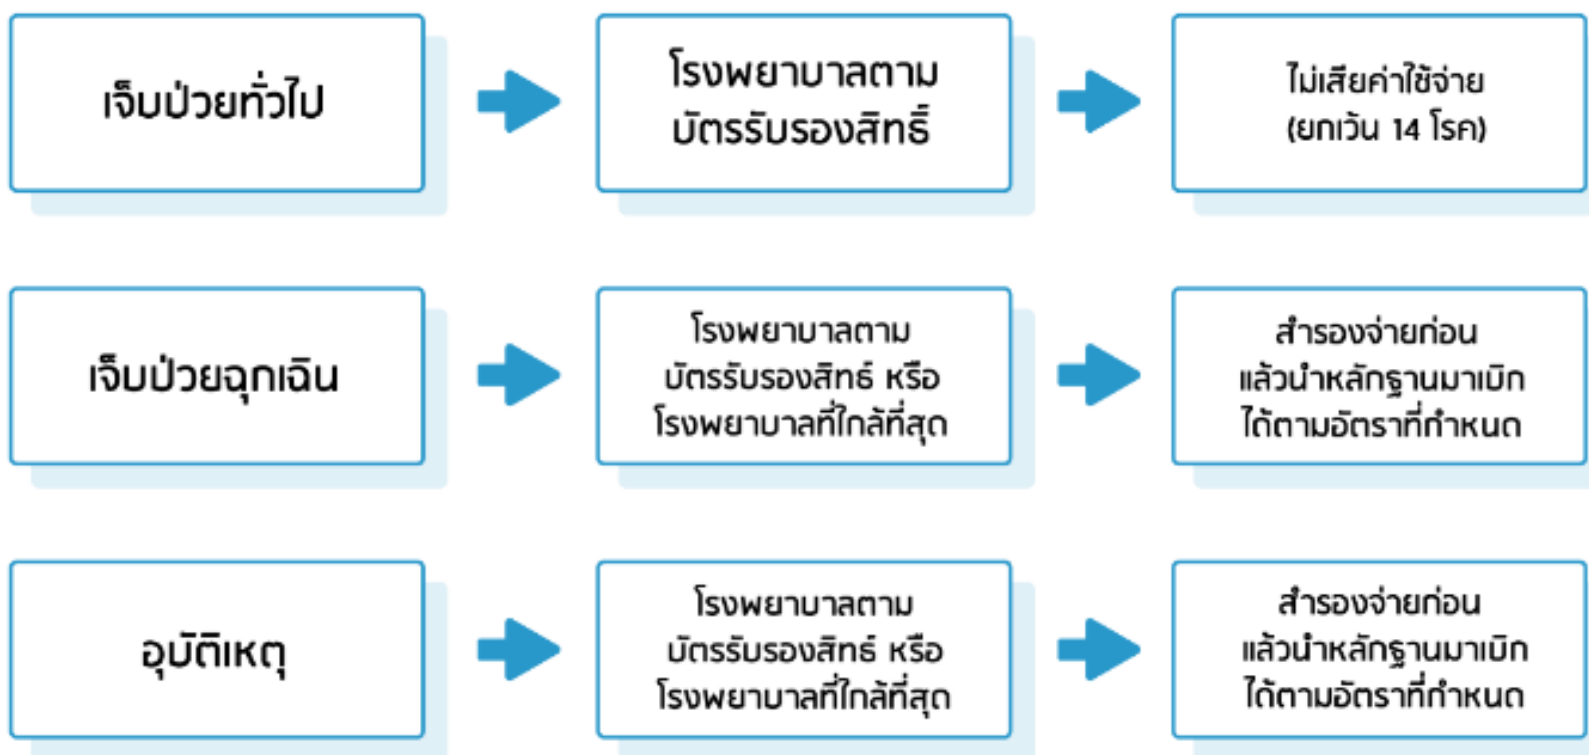 เจ็บป่วยทั่วไป
โรงพยาบาลตาม
บัตรรับรองสิทธิ์
ไม่เสียค่าใช้จ่าย
(ยกเว้น 14 โรค)
เจ็บป่วยฉุกเฉิน
โรงพยาบาลตาม
บัตรรับรองสิทธ์ หรือ
โรงพยาบาลที่ใกล้ที่สุด
สำรองจ่ายก่อน
แล้วนำหลักฐานมาเบิก
ได้ตามอัตราที่กำหนด
อุบัติเหตุ
โรงพยาบาลตาม
บัตรรับรองสิทธ์ หรือ
โรงพยาบาลที่ใกล้ที่สุด
สำรองจ่ายก่อน
แล้วนำหลักฐานมาเบิก
ได้ตามอัตราที่กำหนด